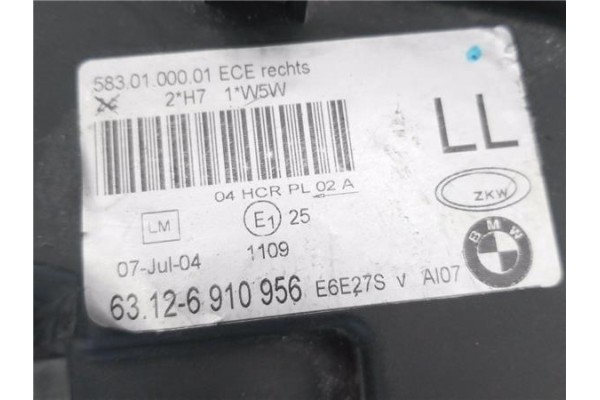 583.01.000.01 ECE rechts
2*H7 1*W5W
LL
04 HCR PL 02 A
ZKW
LM
E1 25
BMW
07-Jul-04
1109
63.12-6 910 956 E6E27S V AI07